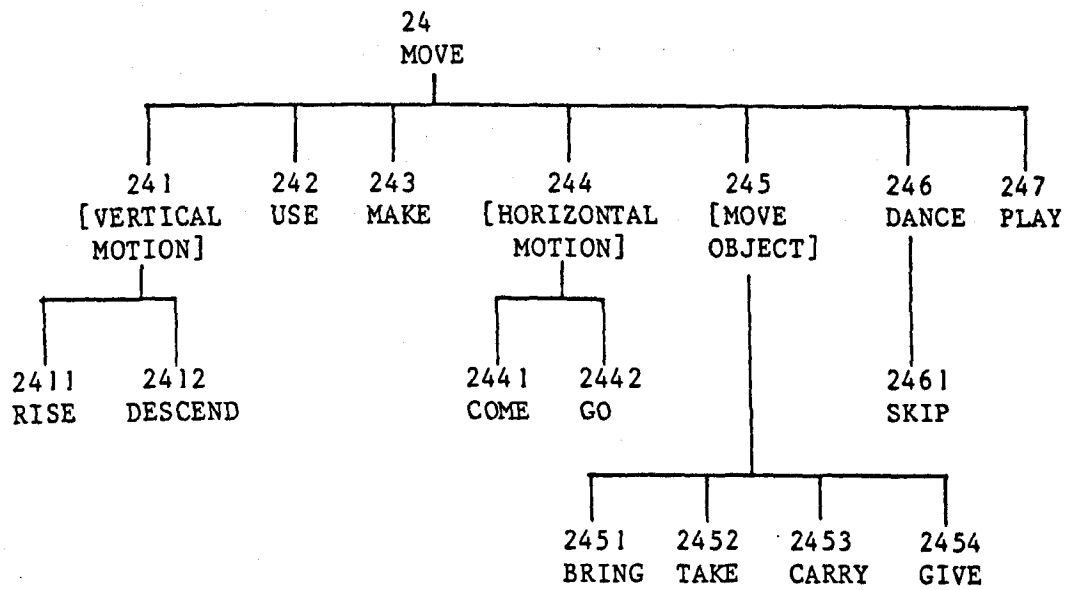 24
MOVE
241 242 243 244 245 246 247
[VERTICAL USE MAKE [HORIZONTAL [MOVE DANCE PLAY
MOTION] MOTION] OBJECT]
2411 2412 2441 2442 2461
RISE DESCEND COME GO SKIP
2451 2452 2453 2454
BRING TAKE CARRY GIVE